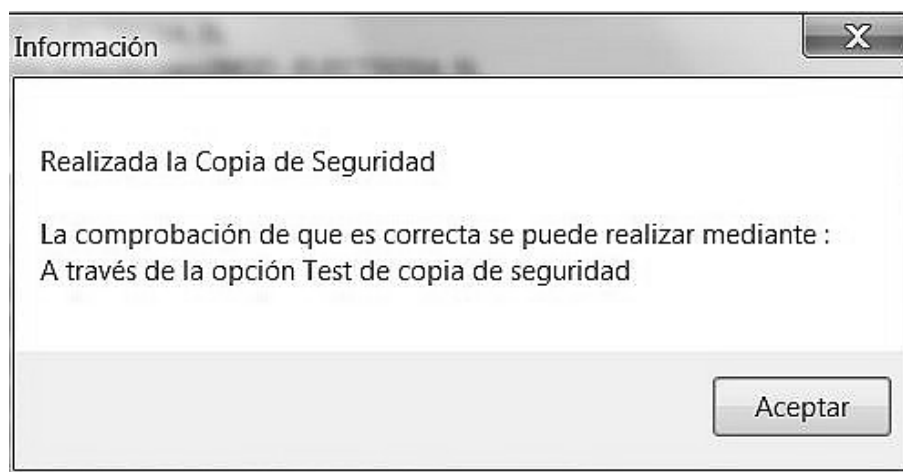 Información
Realizada la Copia de Seguridad
La comprobación de que es correcta se puede realizar mediante :
A través de la opción Test de copia de seguridad
Aceptar